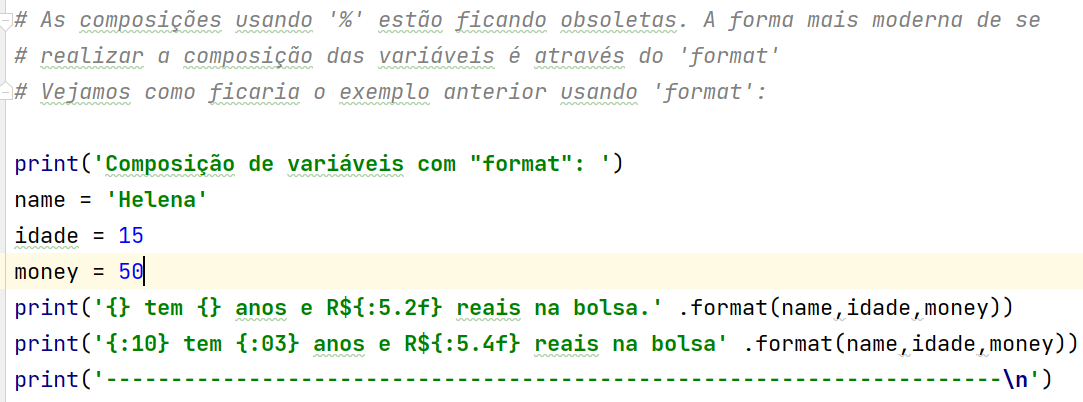 # As composições usando '%' estão ficando obsoletas. A forma mais moderna de se
# realizar a composição das variáveis é através do 'format'
# Vejamos como ficaria o exemplo anterior usando 'format':
print('Composição de variáveis com "format": ')
name = 'Helena'
idade = 15
money = 50
print('{} tem {} anos e R${:5.2f} reais na bolsa.' .format(name,idade,money))
print('{:10} tem {:03} anos e R${:5.4f} reais na bolsa' .format(name,idade,money))
print('---------------------------------------------------------------------\n')